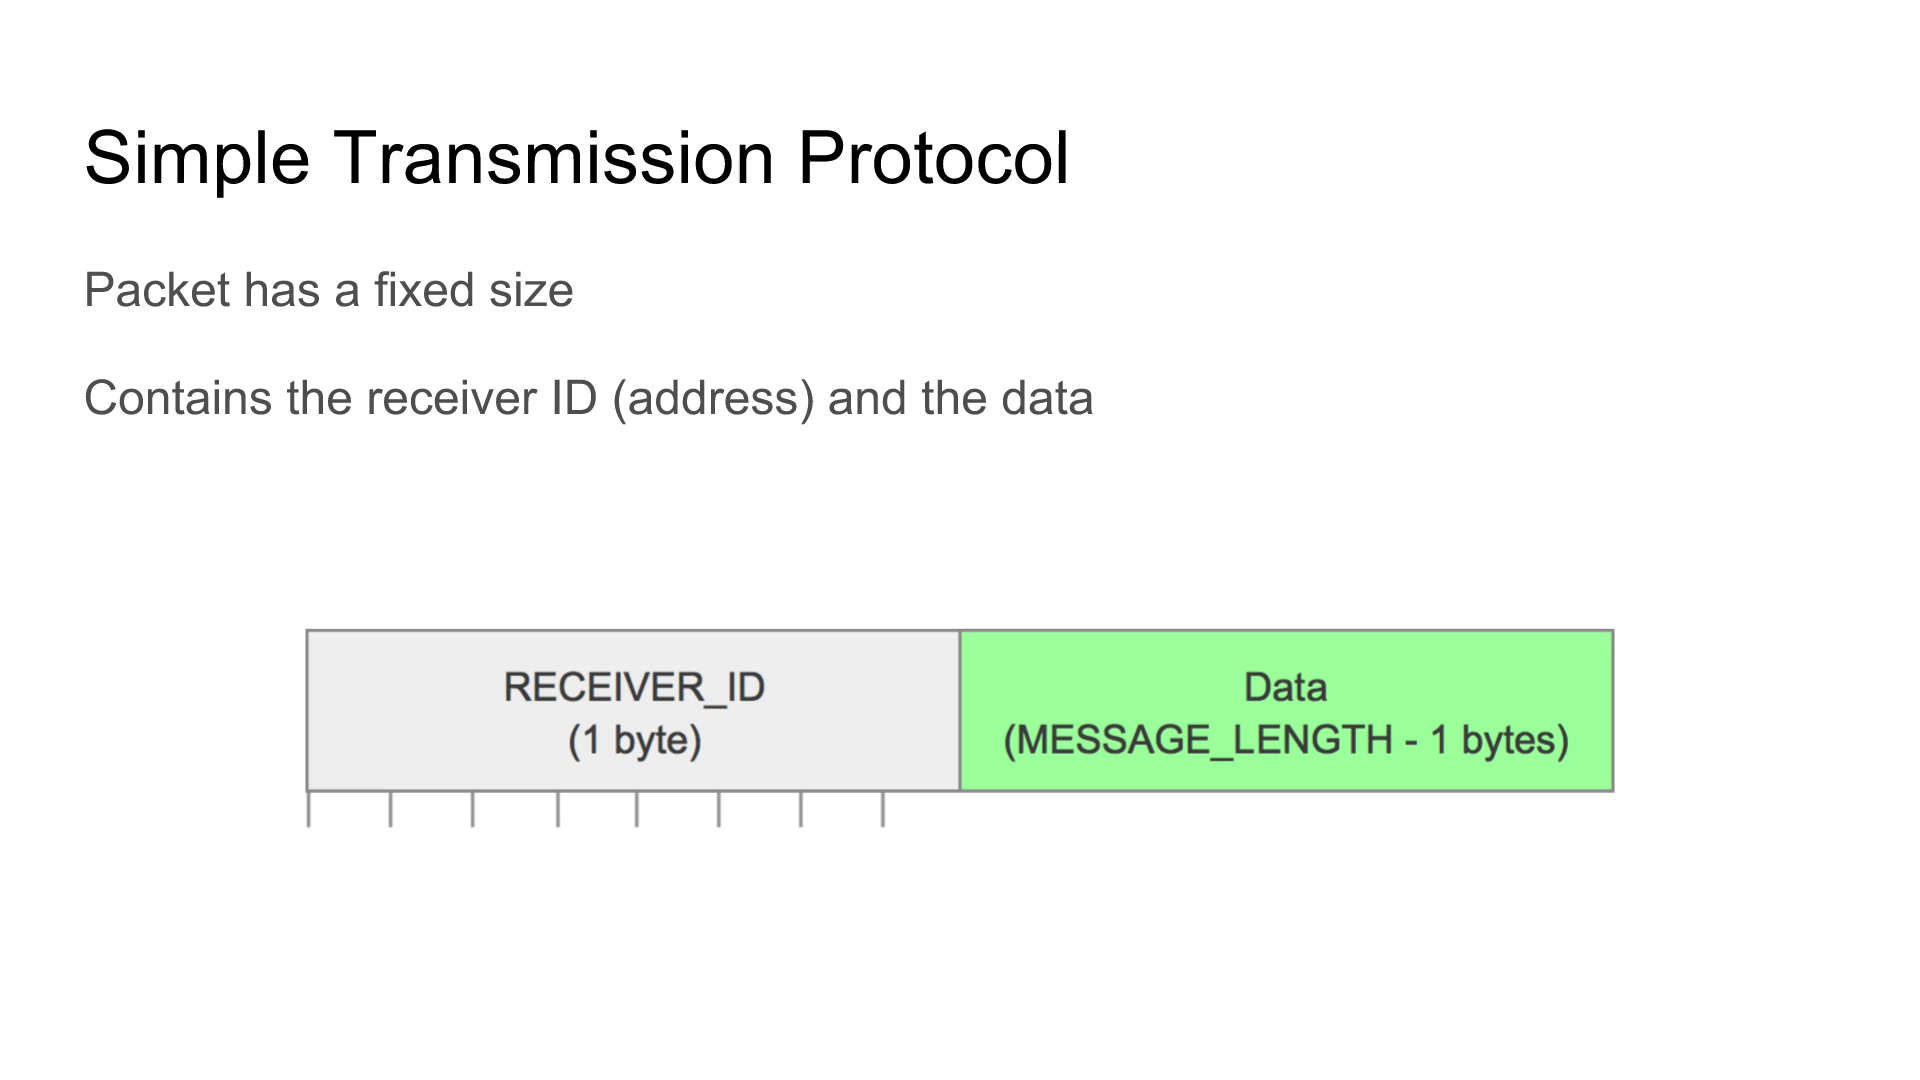 Simple Transmission Protocol
Packet has a fixed size
Contains the receiver ID (address) and the data
RECEIVER_ID
(1 byte)
Data
(MESSAGE_LENGTH - 1 bytes)